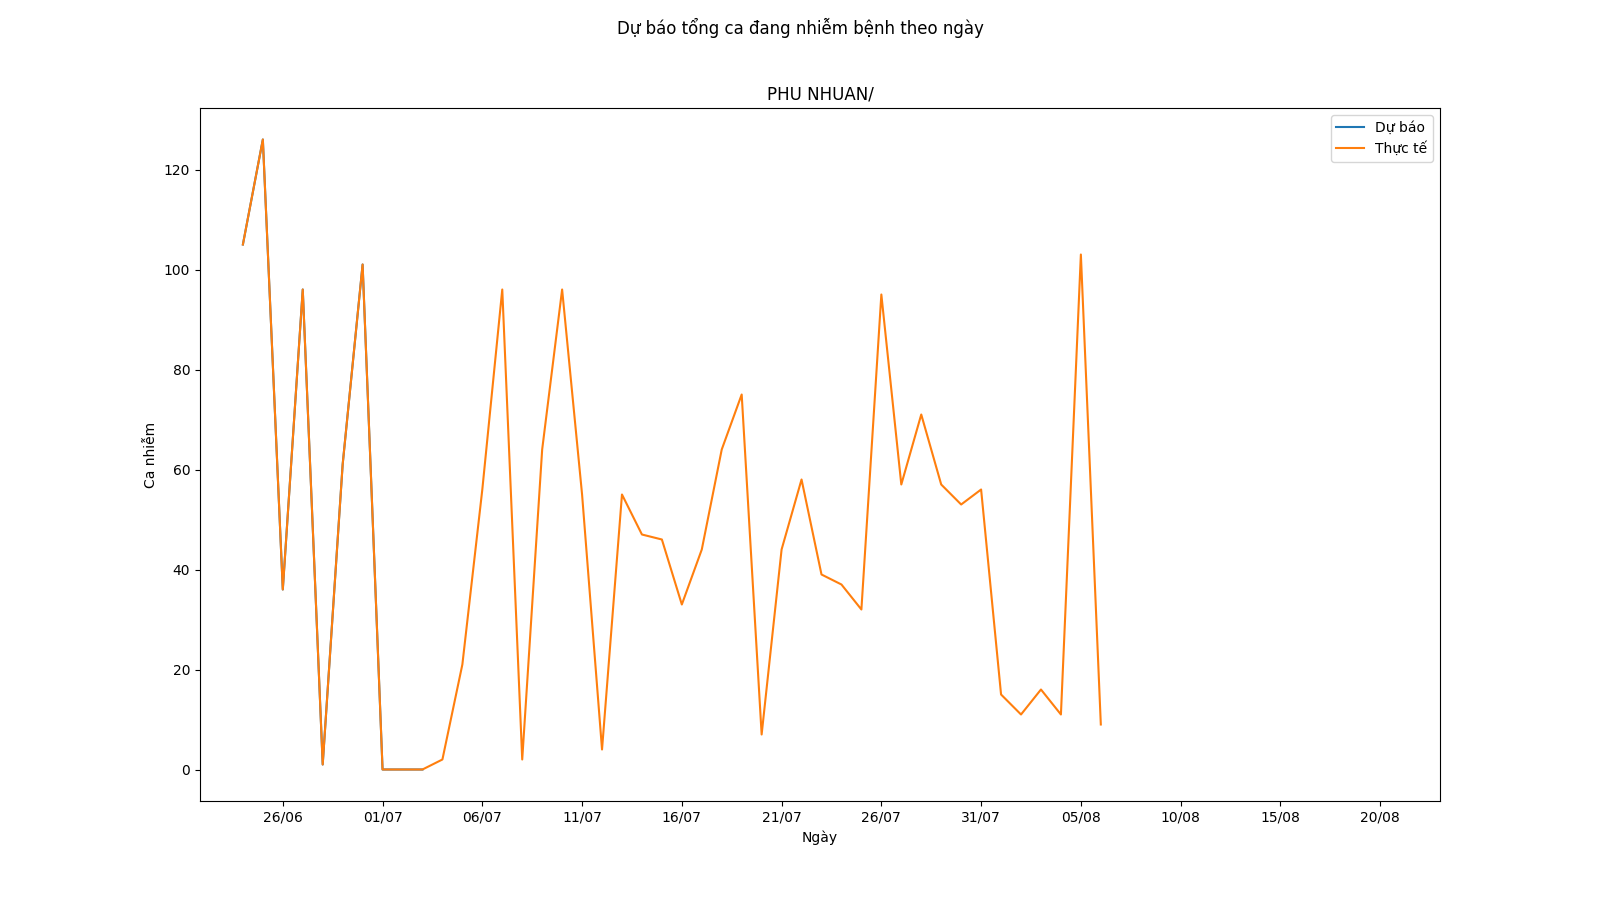 Dự báo tổng ca đang nhiễm bệnh theo ngày
PHU NHUAN/
Dự báo
Thực tế
120
100
80
60
40
20
0
Ca nhiễm
26/06 01/07 06/07 11/07 16/07 21/07 26/07 31/07 05/08 10/08 15/08 20/08
Ngày